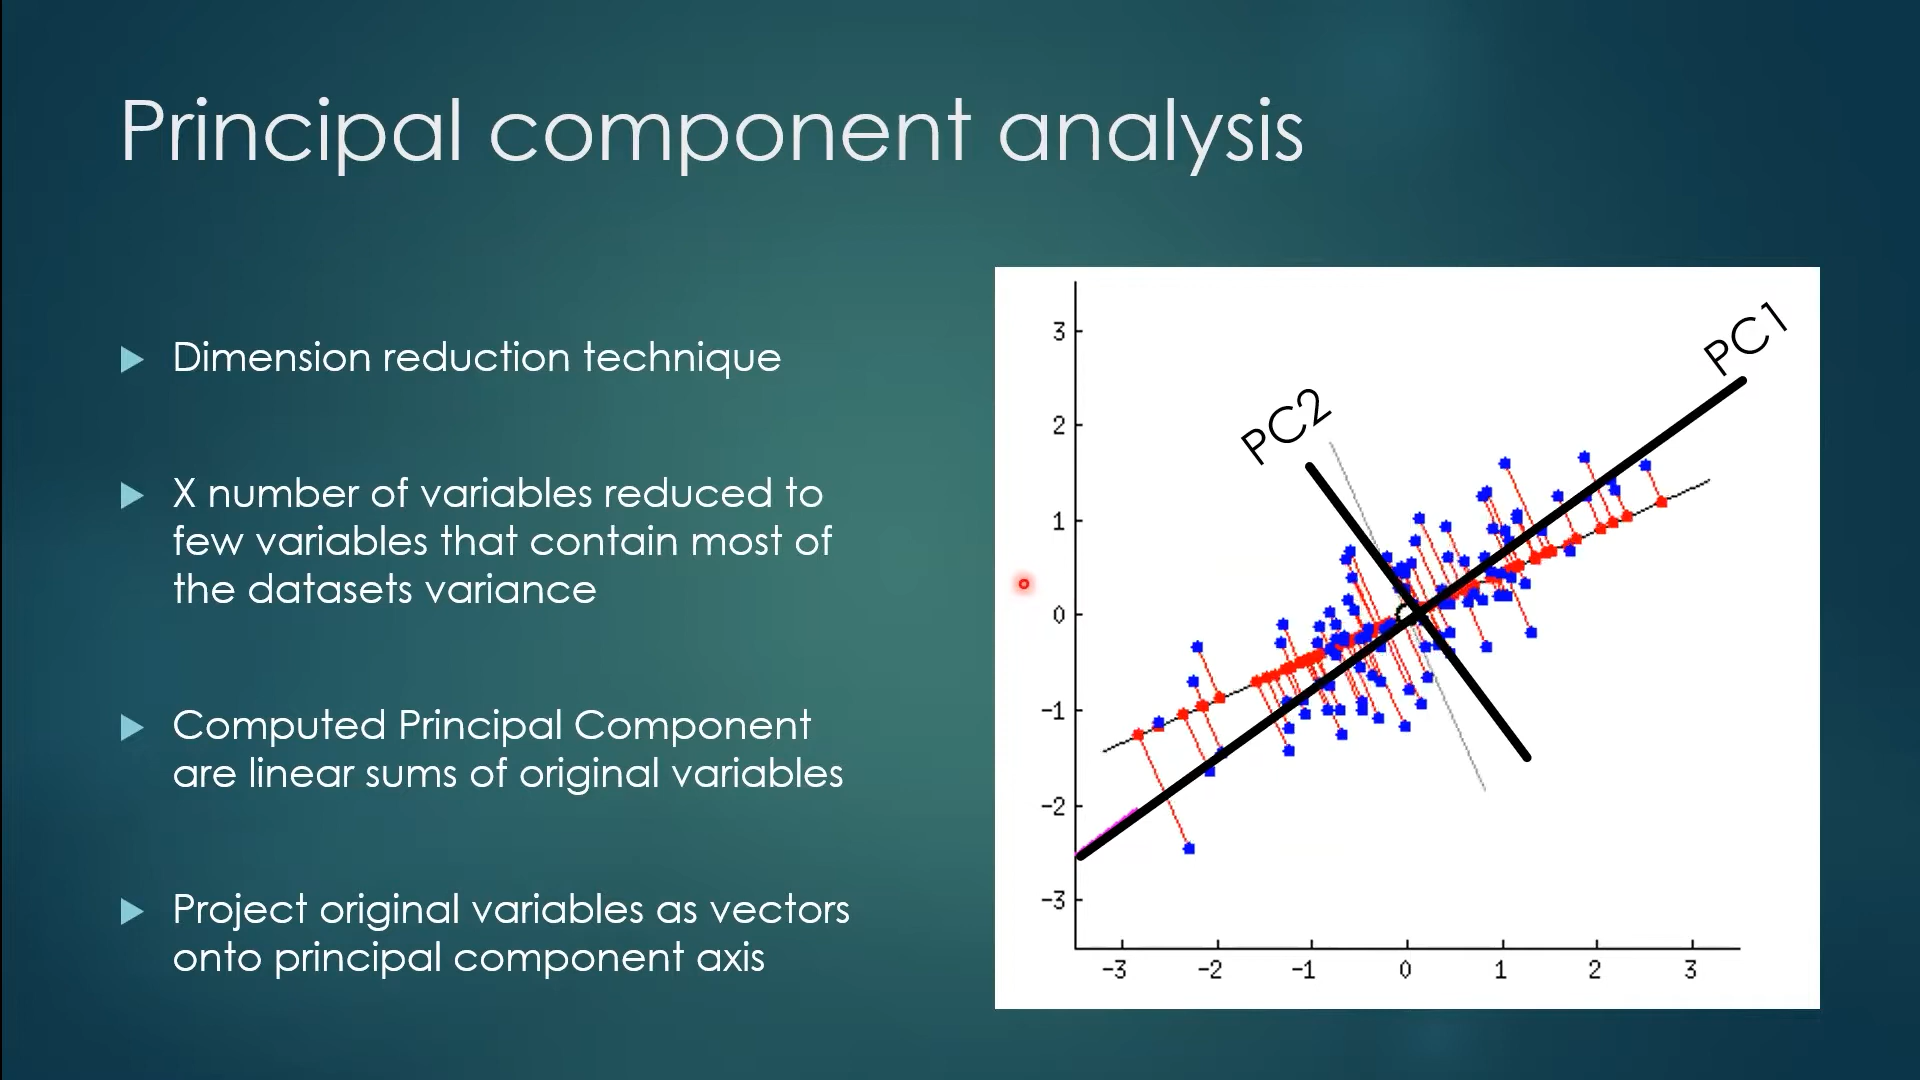 Principal component analysis
Dimension reduction technique
X number of variables reduced to
few variables that contain most of
the datasets variance
Computed Principal Component
are linear sums of original variables
Project original variables as vectors
onto principal component axis
PC1
PC2
3
2
1
0
-1
-2
-3
-3 -2 -1 0 1 2 3